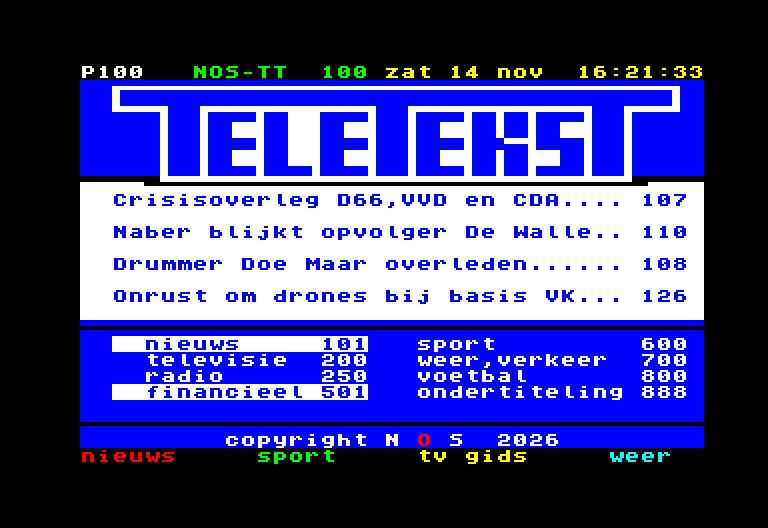 P100 NOS-TT 100 zat 14 nov 16:21:33
TELETEKST
Crisisoverleg D66,VVD en CDA.... 107
Naber blijkt opvolger De Walle.. 110
Drummer Doe Maar overleden...... 108
Onrust om drones bij basis VK... 126
nieuws 101 sport 600
televisie 200 weer,verkeer 700
radio 250 voetbal 800
financieel 501 ondertiteling 888
copyright N O S 2026
nieuws sport tv gids weer